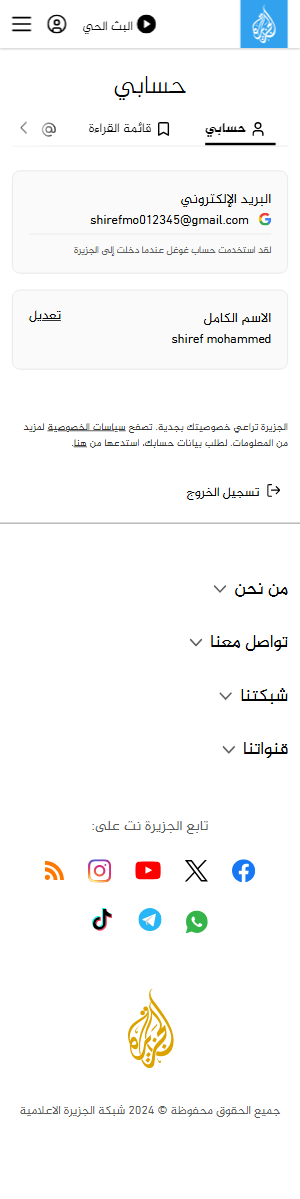 البث الحي
حسابي
حسابي
قائمة القراءة
البريد الإلكتروني
shirefmo012345@gmail.com
لقد استخدمت حساب غوغل عندما دخلت إلى الجزيرة
الاسم الكامل
تعديل
shiref mohammed
الجزيرة تراعي خصوصيتك بجدية. تصفح سياسات الخصوصية لمزيد
من المعلومات. لطلب بيانات حسابك، استدعها من هنا.
تسجيل الخروج
من نحن
تواصل معنا
شبكتنا
قنواتنا
تابع الجزيرة نت على:
الجزيرة
جميع الحقوق محفوظة © 2024 شبكة الجزيرة الاعلامية